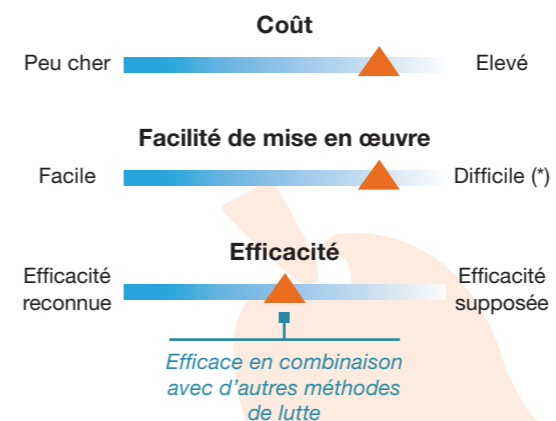 Coût
Peu cher
Elevé
Facilité de mise en œuvre
Facile
Difficile (*)
Efficacité
Efficacité
reconnue
Efficacité
supposée
Efficace en combinaison
avec d’autres méthodes
de lutte